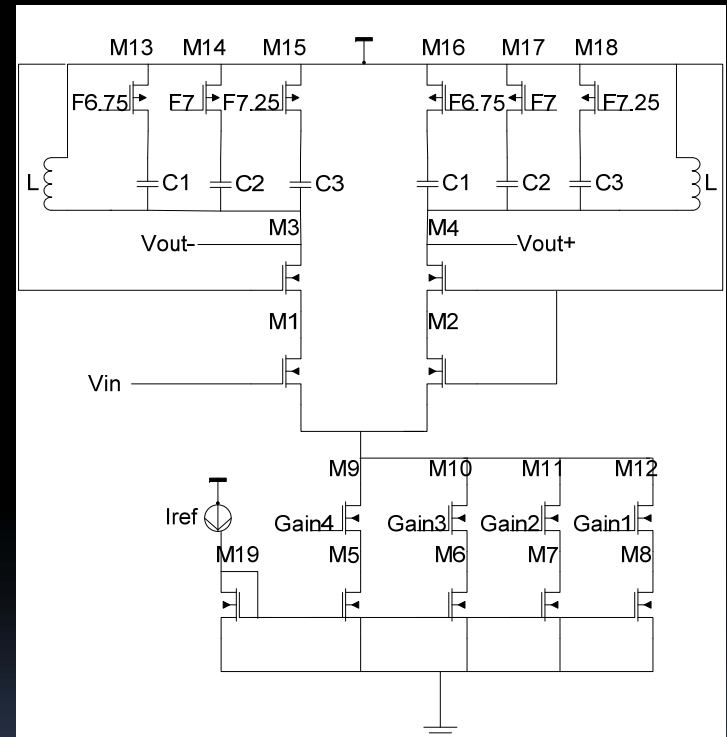 M13 M14 M15 M16 M17 M18
F6.75 F7 F7.25 F6.75 F7 F7.25
L C1 C2 C3 C1 C2 C3 L
M3 M4
Vout- Vout+
M1 M2
Vin
M9 M10 M11 M12
Iref Gain4 Gain3 Gain2 Gain1
M19 M5 M6 M7 M8